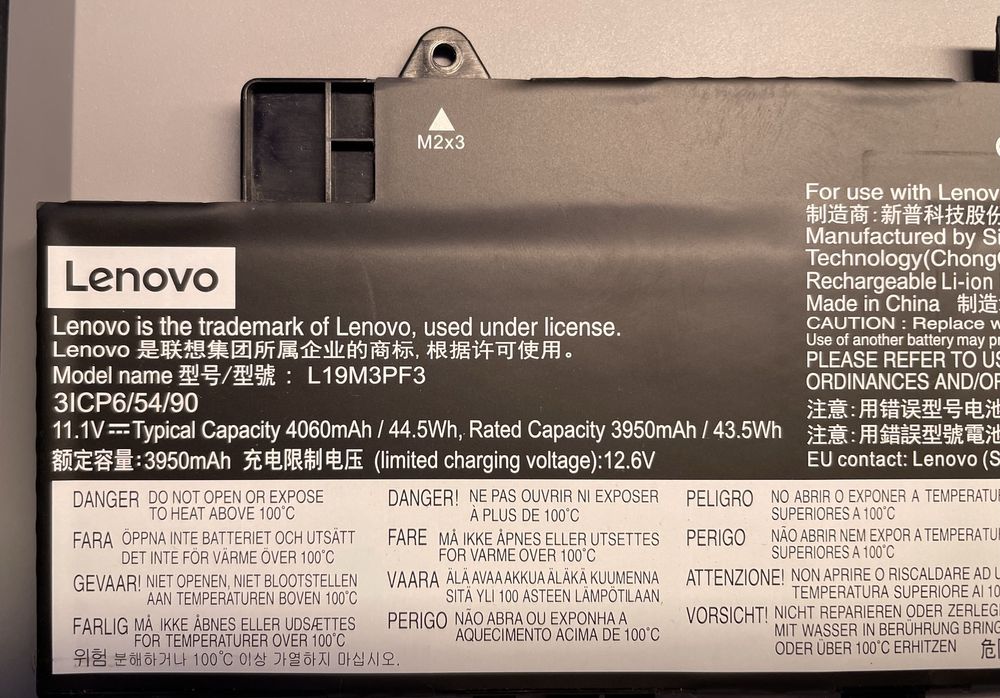 M2x3
Lenovo
Lenovo is the trademark of Lenovo, used under license.
Lenovo 是联想集团所属企业的商标, 根据许可使用。
Model name 型号/型號 : L19M3PF3
3ICP6/54/90
11.1V⎓Typical Capacity 4060mAh / 44.5Wh, Rated Capacity 3950mAh / 43.5Wh
额定容量:3950mAh 充电限制电压 (limited charging voltage):12.6V
For use with Lenov
制造商:新普科技股份
Manufactured by Si
Technology(Chong
Rechargeable Li-ion
Made in China 制造
CAUTION : Replace w
Use of another battery may pr
PLEASE REFER TO US
ORDINANCES AND/OR
注意:用错误型号电池
注意:用錯誤型號電池
EU contact: Lenovo (S
DANGER DO NOT OPEN OR EXPOSE
TO HEAT ABOVE 100°C
FARA ÖPPNA INTE BATTERIET OCH UTSÄTT
DET INTE FÖR VÄRME ÖVER 100°C
GEVAAR! NIET OPENEN, NIET BLOOTSTELLEN
AAN TEMPERATUREN BOVEN 100°C
FARLIG MÅ IKKE ÅBNES ELLER UDSÆTTES
FOR TEMPERATURER OVER 100°C
위험 분해하거나 100°C 이상 가열하지 마십시오.
DANGER! NE PAS OUVRIR NI EXPOSER
À PLUS DE 100°C
FARE MÅ IKKE ÅPNES ELLER UTSETTES
FOR VARME OVER 100°C
VAARA ÄLÄ AVAA AKKUA ÄLÄKÄ KUUMENNA
SITÄ YLI 100 ASTEEN LÄMPÖTILAAN
PERIGO NÃO ABRA OU EXPONHA A
AQUECIMENTO ACIMA DE 100°C
PELIGRO NO ABRIR O EXPONER A TEMPERATU
SUPERIORES A 100°C
PERIGO NÃO ABRIR NEM EXPOR A TEMPERATU
SUPERIORES A 100°C
ATTENZIONE! NON APRIRE O RISCALDARE AD U
TEMPERATURA SUPERIORE AI 10
VORSICHT! NICHT REPARIEREN ODER ZERLEG
MIT WASSER IN BERÜHRUNG BRING
ODER ÜBER 100°C ERHITZEN 危